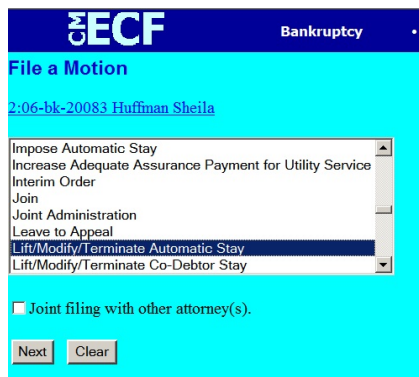 CM ECF Bankruptcy •
File a Motion
2:06-bk-20083 Huffman Sheila
Impose Automatic Stay
Increase Adequate Assurance Payment for Utility Service
Interim Order
Join
Joint Administration
Leave to Appeal
Lift/Modify/Terminate Automatic Stay
Lift/Modify/Terminate Co-Debtor Stay
Joint filing with other attorney(s).
Next Clear